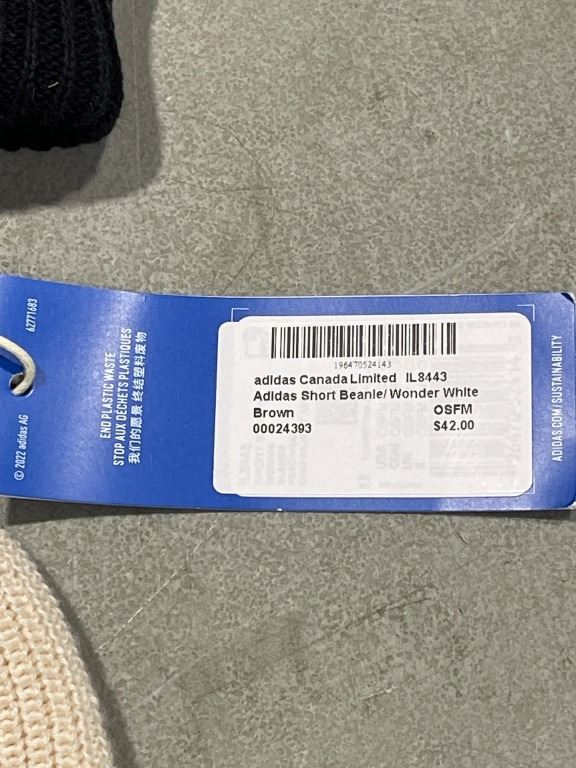 62771683
© 2022 adidas AG
END PLASTIC WASTE
STOP AUX DÉCHETS PLASTIQUES
我们的愿景 终结塑料废物
196470524143
adidas Canada Limited IL8443
Adidas Short Beanie/ Wonder White
Brown OSFM
00024393 $42.00
ADIDAS.COM/SUSTAINABILITY